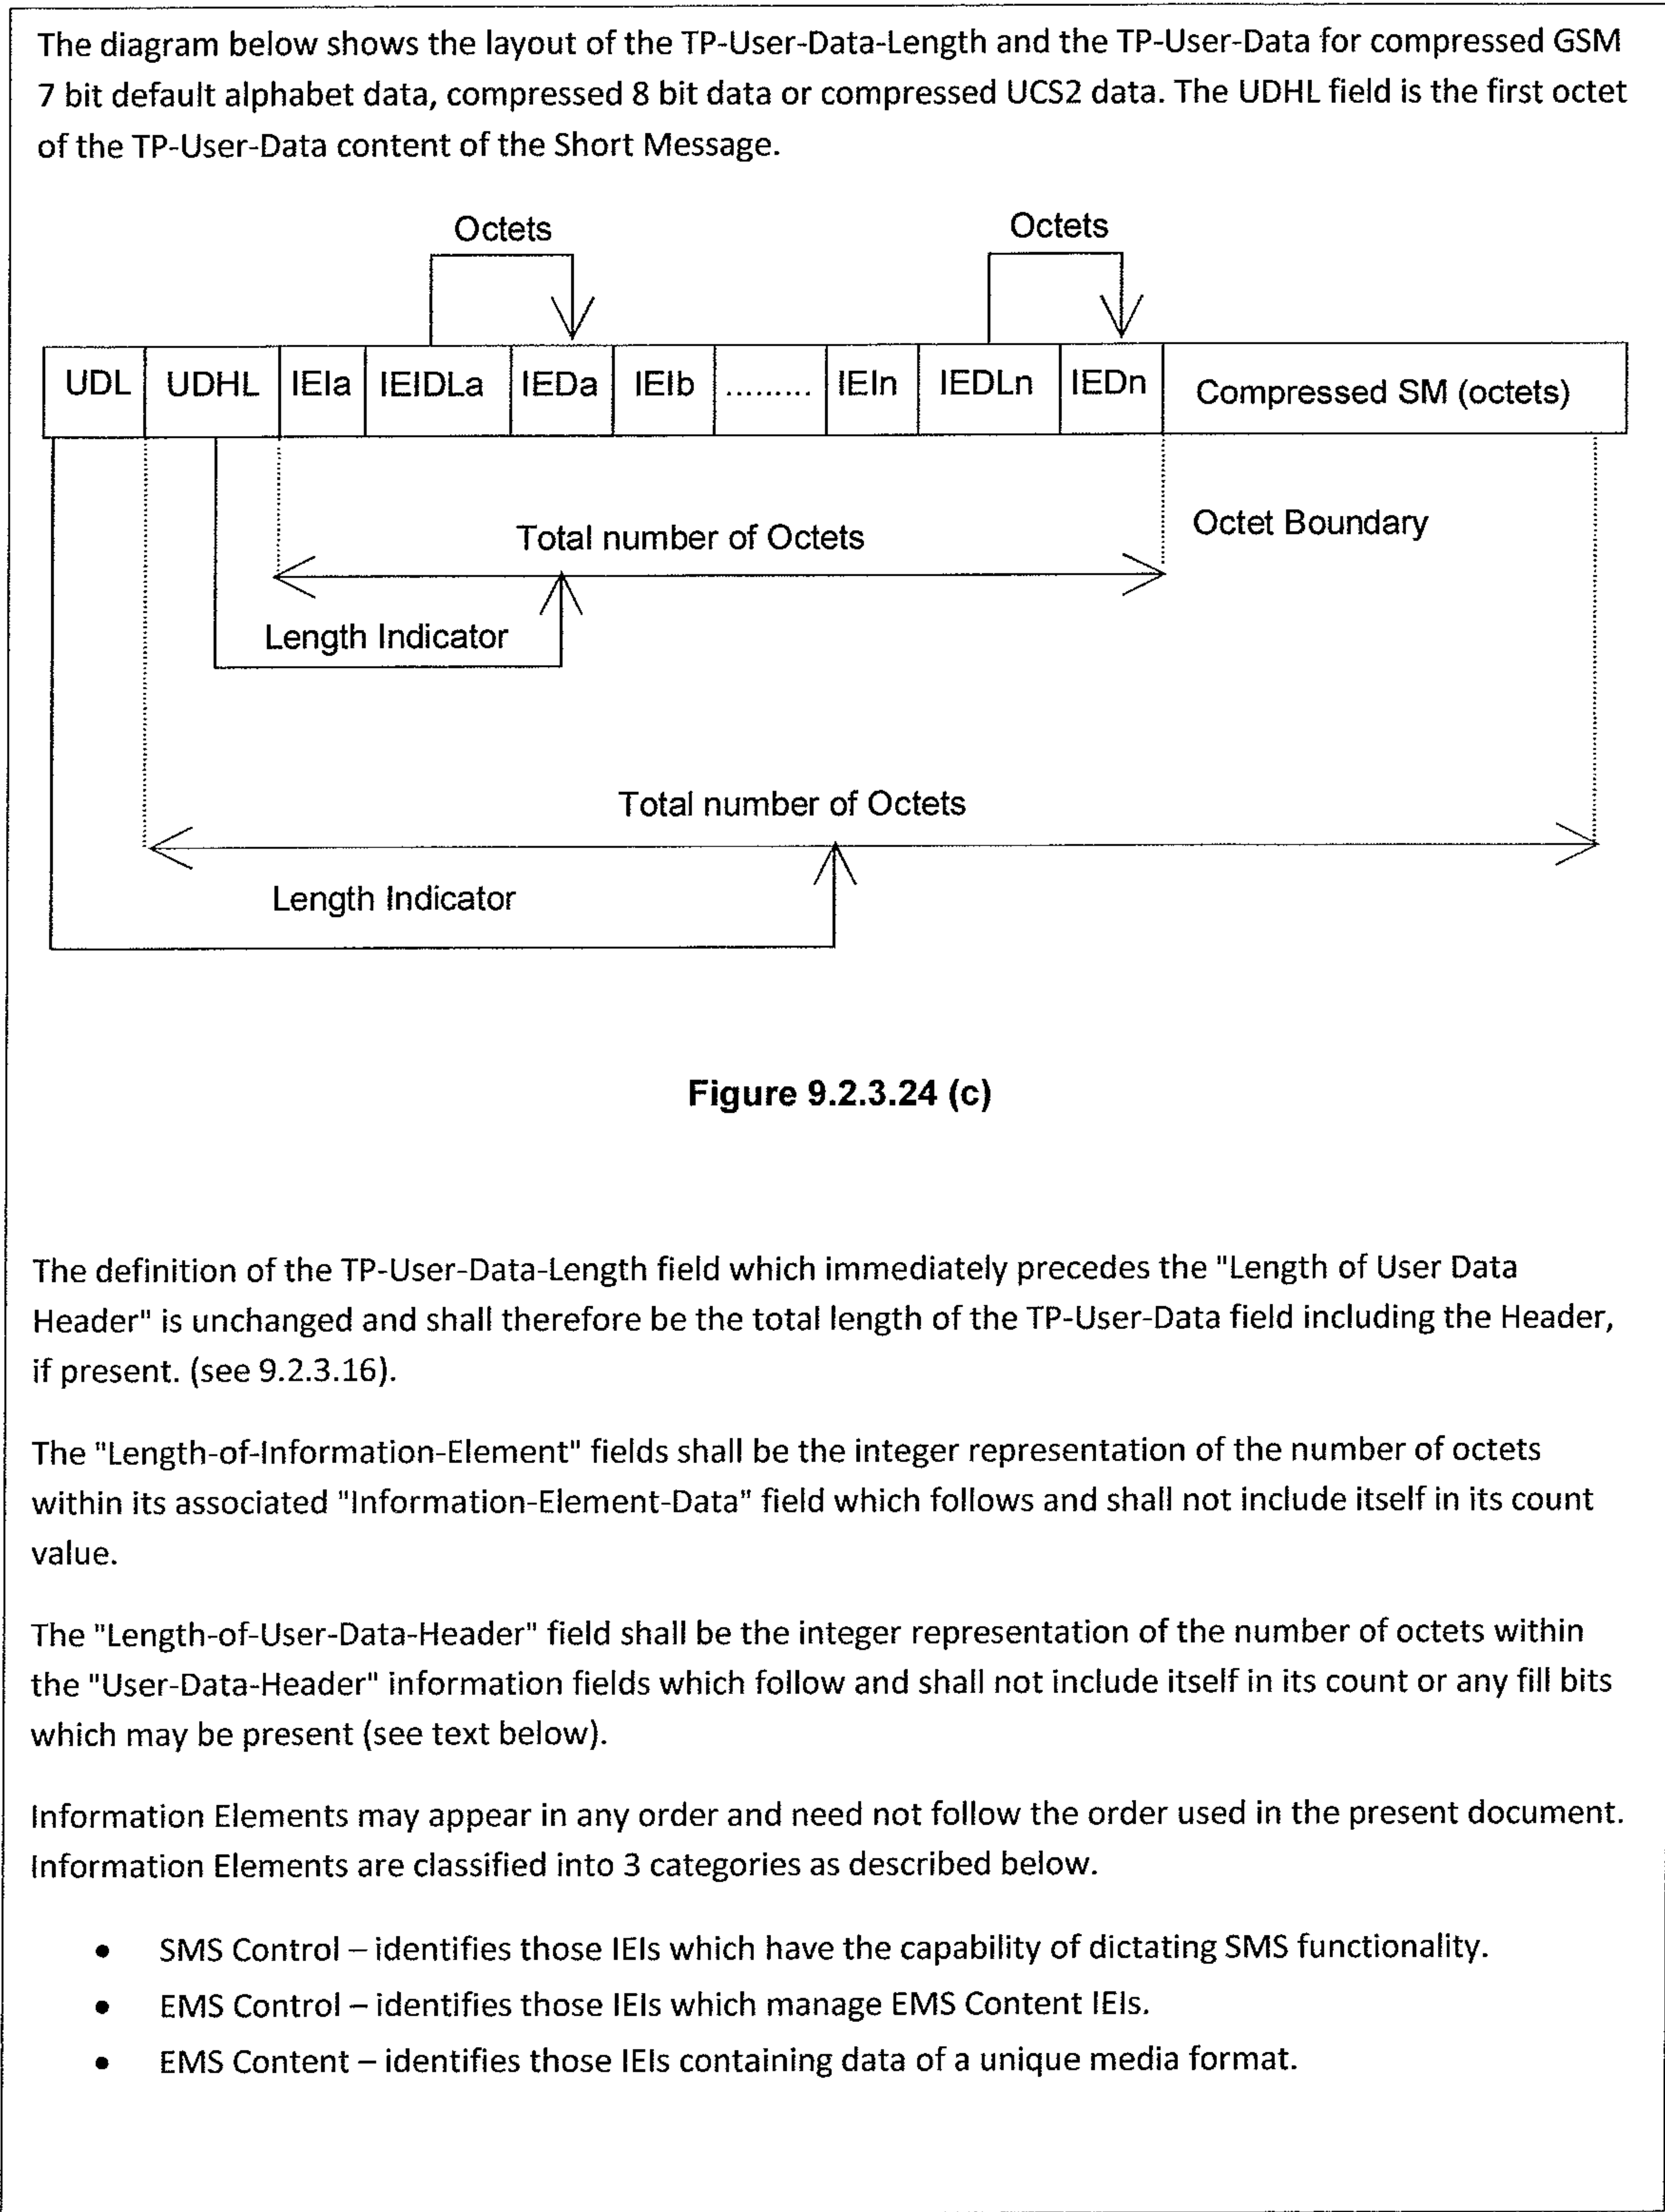 The diagram below shows the layout of the TP-User-Data-Length and the TP-User-Data for compressed GSM
7 bit default alphabet data, compressed 8 bit data or compressed UCS2 data. The UDHL field is the first octet
of the TP-User-Data content of the Short Message.
Octets
Octets
UDL UDHL IEIa IEIDLa IEDa IEIb ......... IEIn IEDLn IEDn Compressed SM (octets)
Octet Boundary
Total number of Octets
Length Indicator
Total number of Octets
Length Indicator
Figure 9.2.3.24 (c)
The definition of the TP-User-Data-Length field which immediately precedes the "Length of User Data
Header" is unchanged and shall therefore be the total length of the TP-User-Data field including the Header,
if present. (see 9.2.3.16).
The "Length-of-Information-Element" fields shall be the integer representation of the number of octets
within its associated "Information-Element-Data" field which follows and shall not include itself in its count
value.
The "Length-of-User-Data-Header" field shall be the integer representation of the number of octets within
the "User-Data-Header" information fields which follow and shall not include itself in its count or any fill bits
which may be present (see text below).
Information Elements may appear in any order and need not follow the order used in the present document.
Information Elements are classified into 3 categories as described below.
• SMS Control – identifies those IEIs which have the capability of dictating SMS functionality.
• EMS Control – identifies those IEIs which manage EMS Content IEIs.
• EMS Content – identifies those IEIs containing data of a unique media format.